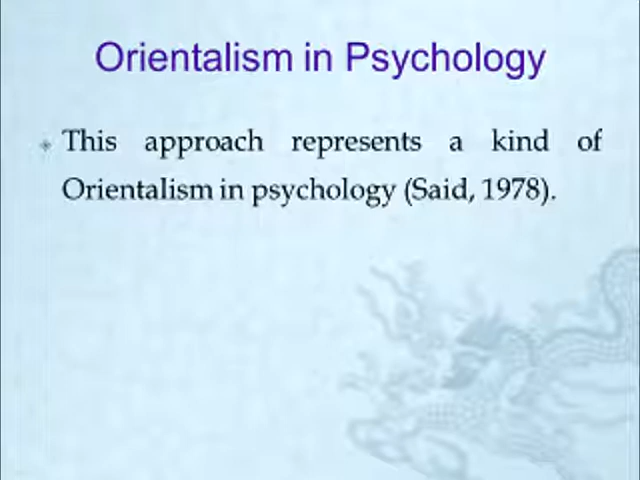 Orientalism in Psychology
This approach represents a kind of
Orientalism in psychology (Said, 1978).